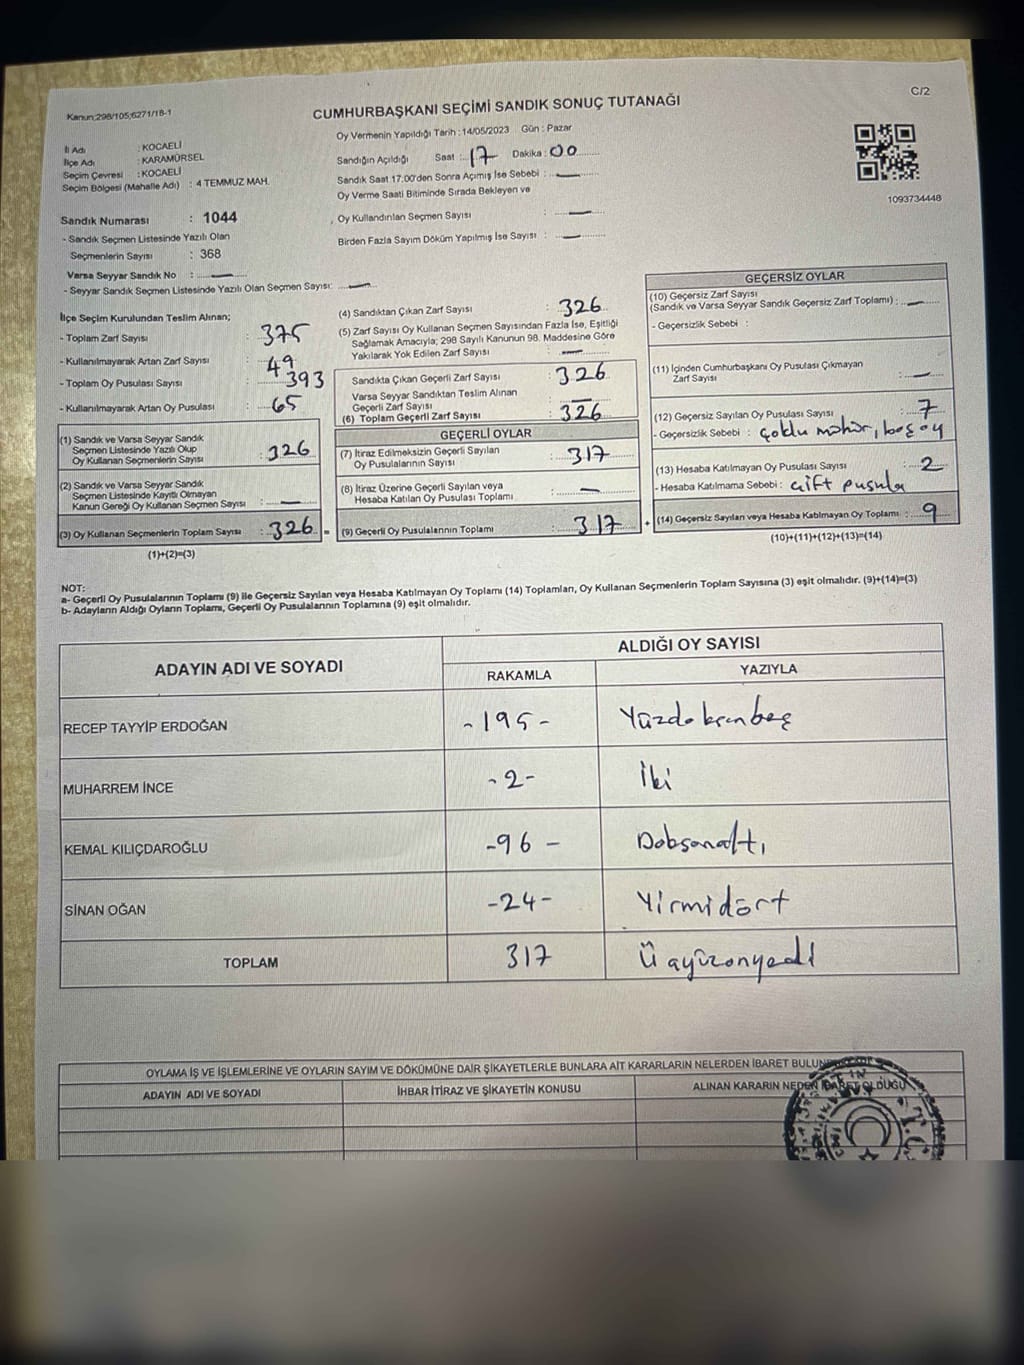 Kanun;298/105;6271/18-1
C/2
CUMHURBAŞKANI SEÇİMİ SANDIK SONUÇ TUTANAĞI
İl Adı : KOCAELİ
İlçe Adı : KARAMÜRSEL
Seçim Çevresi : KOCAELİ
Seçim Bölgesi (Mahalle Adı) : 4 TEMMUZ MAH.
Oy Vermenin Yapıldığı Tarih : 14/05/2023 Gün : Pazar
Sandığın Açıldığı Saat : 17 Dakika : 00
Sandık Saat 17.00'den Sonra Açımış İse Sebebi : —
Oy Verme Saati Bitiminde Sırada Bekleyen ve
Oy Kullandırılan Seçmen Sayısı : —
Birden Fazla Sayım Döküm Yapılmış İse Sayısı : —
1093734448
Sandık Numarası : 1044
- Sandık Seçmen Listesinde Yazılı Olan
Seçmenlerin Sayısı : 368
Varsa Seyyar Sandık No : —
- Seyyar Sandık Seçmen Listesinde Yazılı Olan Seçmen Sayısı: —
İlçe Seçim Kurulundan Teslim Alınan;
- Toplam Zarf Sayısı : 375
- Kullanılmayarak Artan Zarf Sayısı : 49
- Toplam Oy Pusulası Sayısı : 393
- Kullanılmayarak Artan Oy Pusulası : 65
(1) Sandık ve Varsa Seyyar Sandık
Seçmen Listesinde Yazılı Olup
Oy Kullanan Seçmenlerin Sayısı : 326
(2) Sandık ve Varsa Seyyar Sandık
Seçmen Listesinde Kayıtlı Olmayan
Kanun Gereği Oy Kullanan Seçmen Sayısı : —
(3) Oy Kullanan Seçmenlerin Toplam Sayısı : 326 =
(1)+(2)=(3)
(4) Sandıktan Çıkan Zarf Sayısı : 326
(5) Zarf Sayısı Oy Kullanan Seçmen Sayısından Fazla İse, Eşitliği
Sağlamak Amacıyla; 298 Sayılı Kanunun 98. Maddesine Göre
Yakılarak Yok Edilen Zarf Sayısı : —
Sandıkta Çıkan Geçerli Zarf Sayısı : 326
Varsa Seyyar Sandıktan Teslim Alınan
Geçerli Zarf Sayısı : —
(6) Toplam Geçerli Zarf Sayısı : 326
GEÇERLİ OYLAR
(7) İtiraz Edilmeksizin Geçerli Sayılan
Oy Pusulalarının Sayısı : 317
(8) İtiraz Üzerine Geçerli Sayılan veya
Hesaba Katılan Oy Pusulası Toplamı : —
(9) Geçerli Oy Pusulalarının Toplamı : 317 +
GEÇERSİZ OYLAR
(10) Geçersiz Zarf Sayısı
(Sandık ve Varsa Seyyar Sandık Geçersiz Zarf Toplamı) : —
- Geçersizlik Sebebi :
(11) İçinden Cumhurbaşkanı Oy Pusulası Çıkmayan
Zarf Sayısı : —
(12) Geçersiz Sayılan Oy Pusulası Sayısı : 7
- Geçersizlik Sebebi : çoklu mühür, boş oy
(13) Hesaba Katılmayan Oy Pusulası Sayısı : 2
- Hesaba Katılmama Sebebi : çift pusula
(14) Geçersiz Sayılan veya Hesaba Katılmayan Oy Toplamı : 9
(10)+(11)+(12)+(13)=(14)
NOT:
a- Geçerli Oy Pusulalarının Toplamı (9) ile Geçersiz Sayılan veya Hesaba Katılmayan Oy Toplamı (14) Toplamları, Oy Kullanan Seçmenlerin Toplam Sayısına (3) eşit olmalıdır. (9)+(14)=(3)
b- Adayların Aldığı Oyların Toplamı, Geçerli Oy Pusulalarının Toplamına (9) eşit olmalıdır.
ADAYIN ADI VE SOYADI
ALDIĞI OY SAYISI
RAKAMLA YAZIYLA
RECEP TAYYİP ERDOĞAN -195- Yüzdoksanbeş
MUHARREM İNCE -2- İki
KEMAL KILIÇDAROĞLU -96- Doksanaltı
SİNAN OĞAN -24- Yirmidört
TOPLAM 317 Üçyüzonyedi
OYLAMA İŞ VE İŞLEMLERİNE VE OYLARIN SAYIM VE DÖKÜMÜNE DAİR ŞİKAYETLERLE BUNLARA AİT KARARLARIN NELERDEN İBARET
ADAYIN ADI VE SOYADI İHBAR İTİRAZ VE ŞİKAYETİN KONUSU ALINAN KARARIN NEDEN İBARET OLDUĞU
T.C.